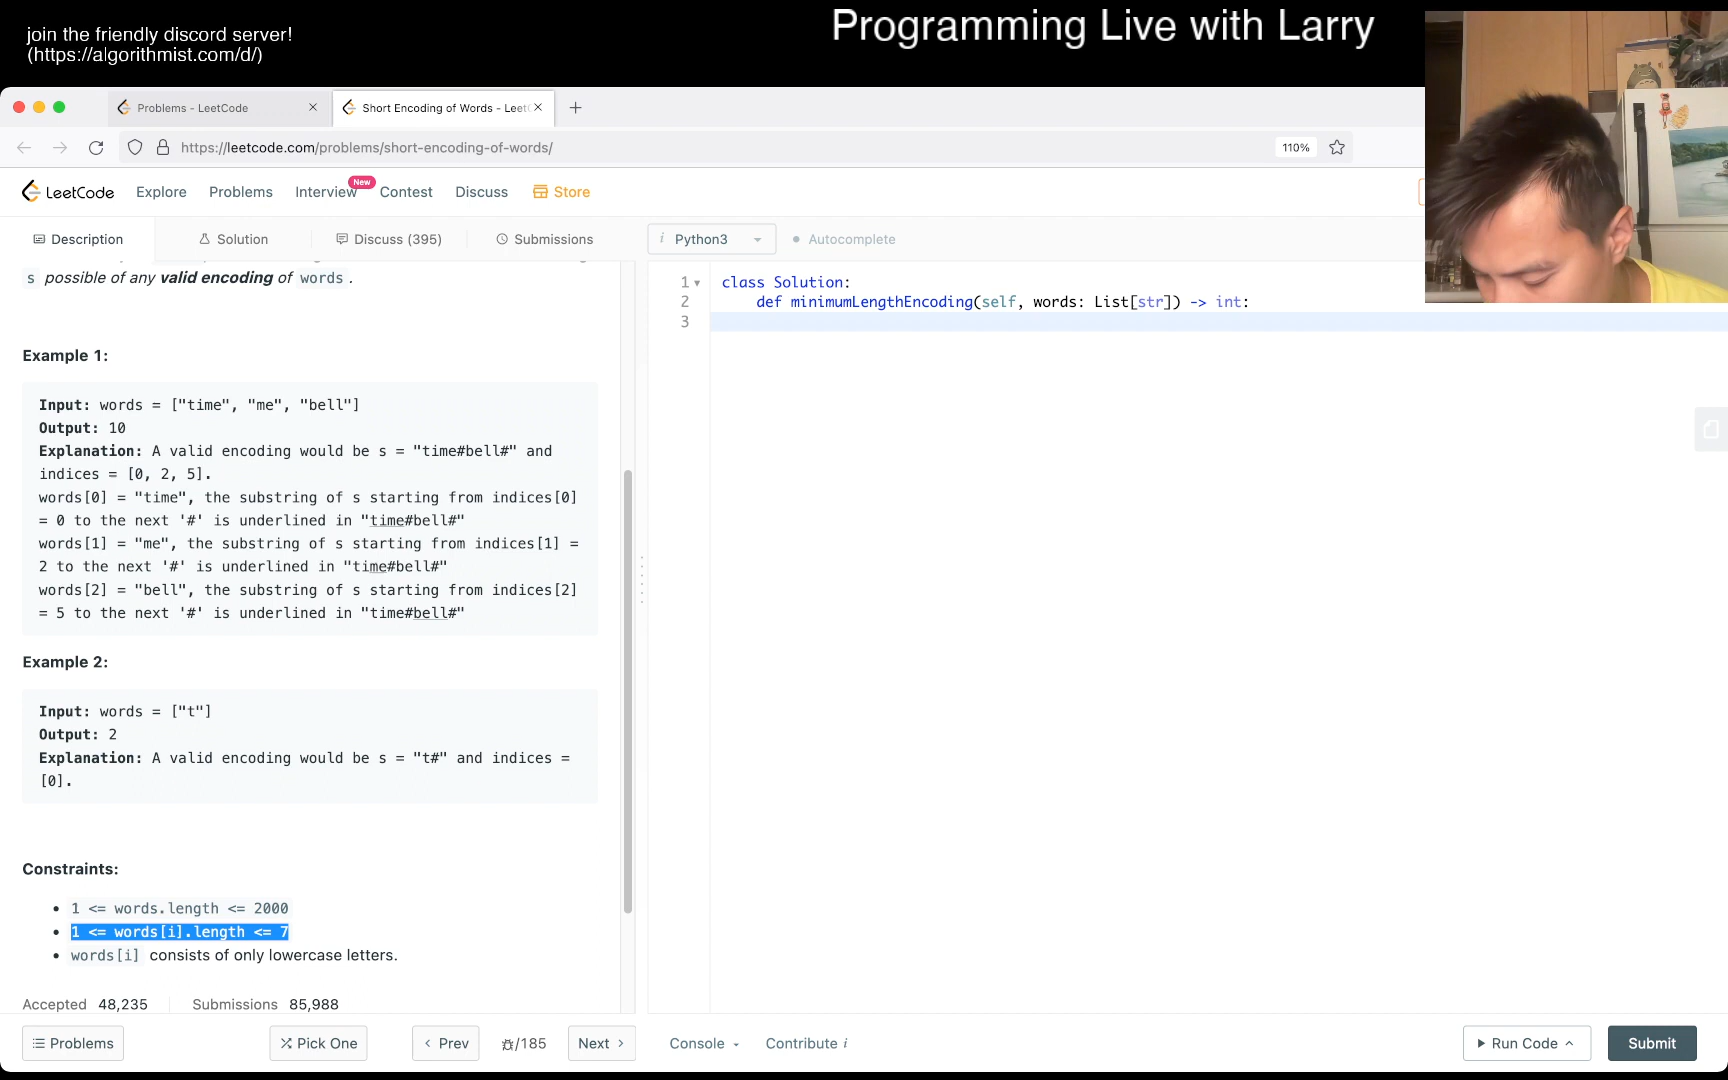 join the friendly discord server!
(https://algorithmist.com/d/)
Programming Live with Larry
Problems - LeetCode
Short Encoding of Words - Leet
https://leetcode.com/problems/short-encoding-of-words/
110%
LeetCode
Explore
Problems
Interview
New
Contest
Discuss
Store
Description
Solution
Discuss (395)
Submissions
i Python3
Autocomplete
s possible of any valid encoding of words .
Example 1:
Input: words = ["time", "me", "bell"]
Output: 10
Explanation: A valid encoding would be s = "time#bell#" and
indices = [0, 2, 5].
words[0] = "time", the substring of s starting from indices[0]
= 0 to the next '#' is underlined in "time#bell#"
words[1] = "me", the substring of s starting from indices[1] =
2 to the next '#' is underlined in "time#bell#"
words[2] = "bell", the substring of s starting from indices[2]
= 5 to the next '#' is underlined in "time#bell#"
Example 2:
Input: words = ["t"]
Output: 2
Explanation: A valid encoding would be s = "t#" and indices =
[0].
Constraints:
• 1 <= words.length <= 2000
• 1 <= words[i].length <= 7
• words[i] consists of only lowercase letters.
Accepted 48,235
Submissions 85,988
1 class Solution:
2 def minimumLengthEncoding(self, words: List[str]) -> int:
3
Problems
Pick One
Prev
/185
Next
Console
Contribute i
Run Code
Submit